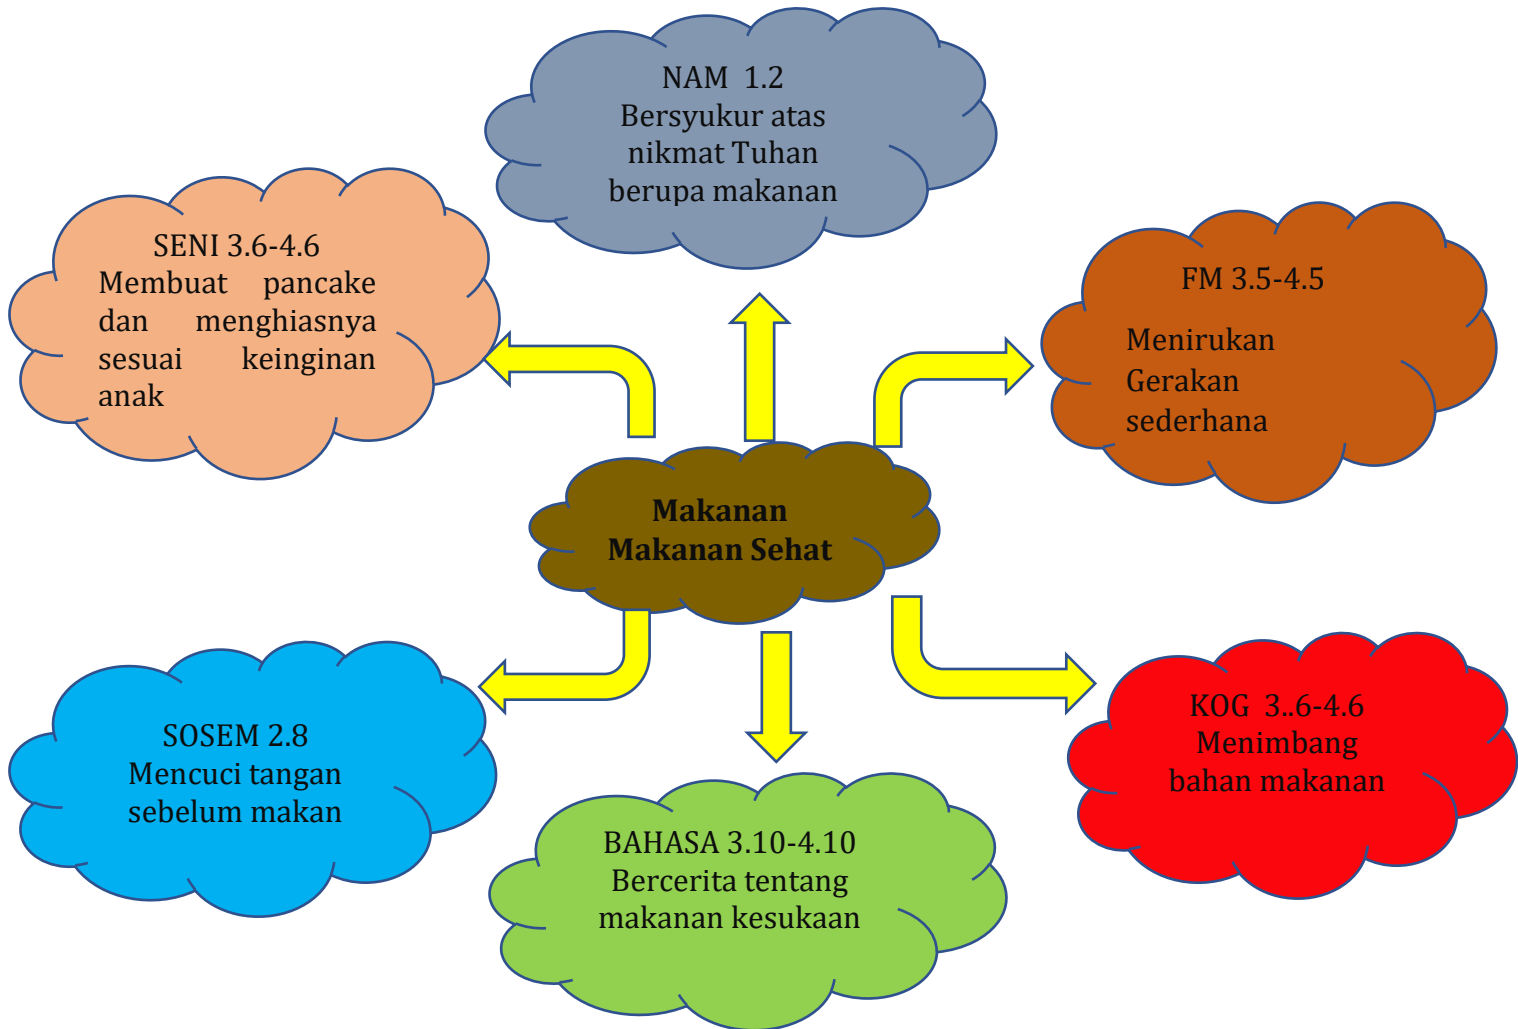 NAM 1.2
Bersyukur atas
nikmat Tuhan
berupa makanan
SENI 3.6-4.6
Membuat pancake
dan menghiasnya
sesuai keinginan
anak
FM 3.5-4.5
Menirukan
Gerakan
sederhana
Makanan
Makanan Sehat
SOSEM 2.8
Mencuci tangan
sebelum makan
KOG 3..6-4.6
Menimbang
bahan makanan
BAHASA 3.10-4.10
Bercerita tentang
makanan kesukaan